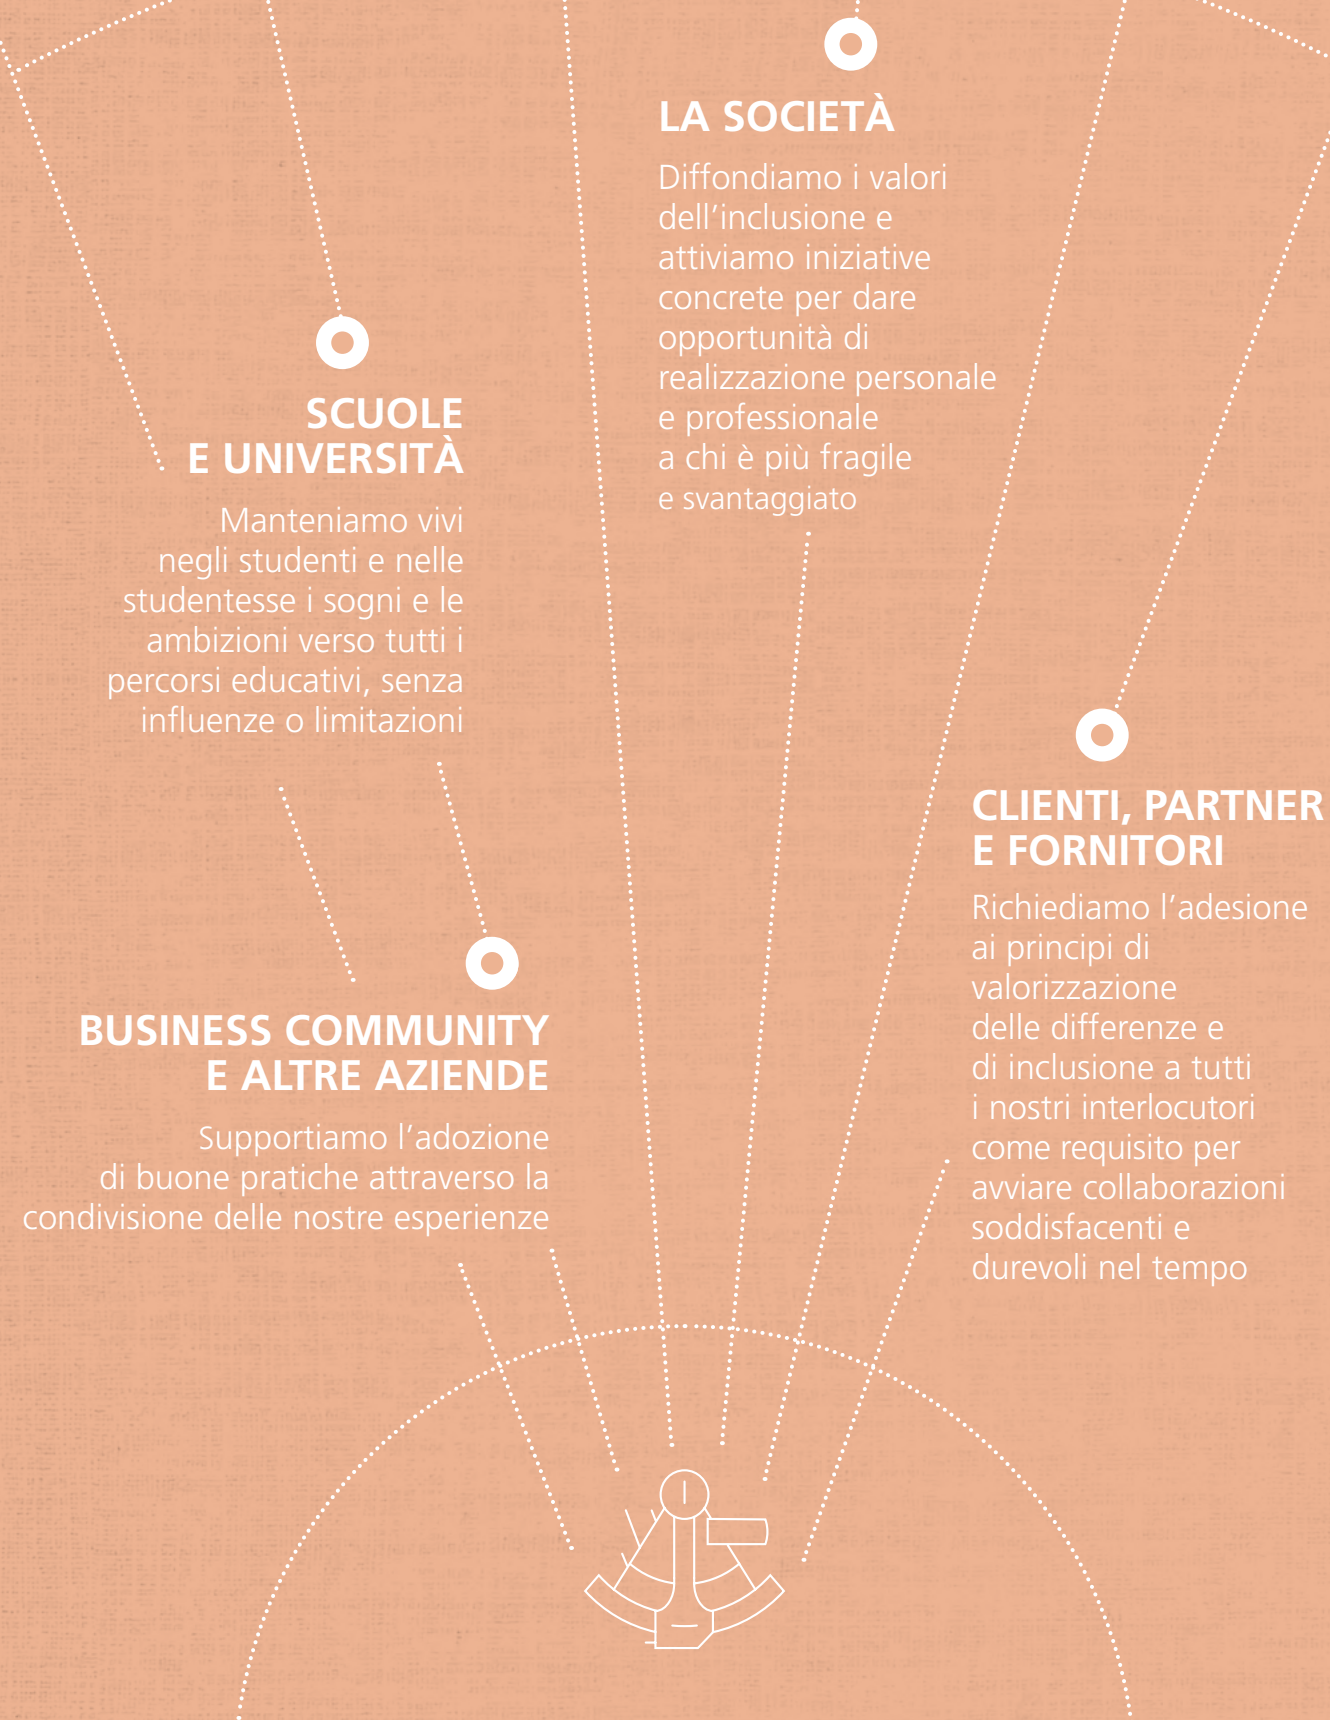 LA SOCIETÀ
Diffondiamo i valori
dell’inclusione e
attiviamo iniziative
concrete per dare
opportunità di
realizzazione personale
e professionale
a chi è più fragile
e svantaggiato
SCUOLE
E UNIVERSITÀ
Manteniamo vivi
negli studenti e nelle
studentesse i sogni e le
ambizioni verso tutti i
percorsi educativi, senza
influenze o limitazioni
CLIENTI, PARTNER
E FORNITORI
Richiediamo l’adesione
ai principi di
valorizzazione
delle differenze e
di inclusione a tutti
i nostri interlocutori
come requisito per
avviare collaborazioni
soddisfacenti e
durevoli nel tempo
BUSINESS COMMUNITY
E ALTRE AZIENDE
Supportiamo l’adozione
di buone pratiche attraverso la
condivisione delle nostre esperienze